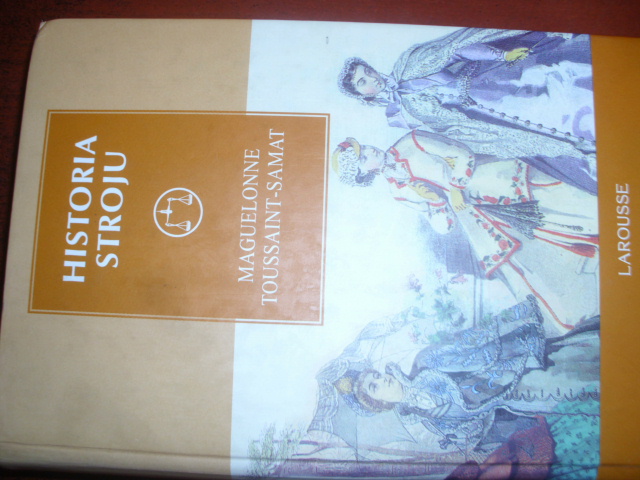 HISTORIA
STROJU
MAGUELONNE
TOUSSAINT-SAMAT
LAROUSSE